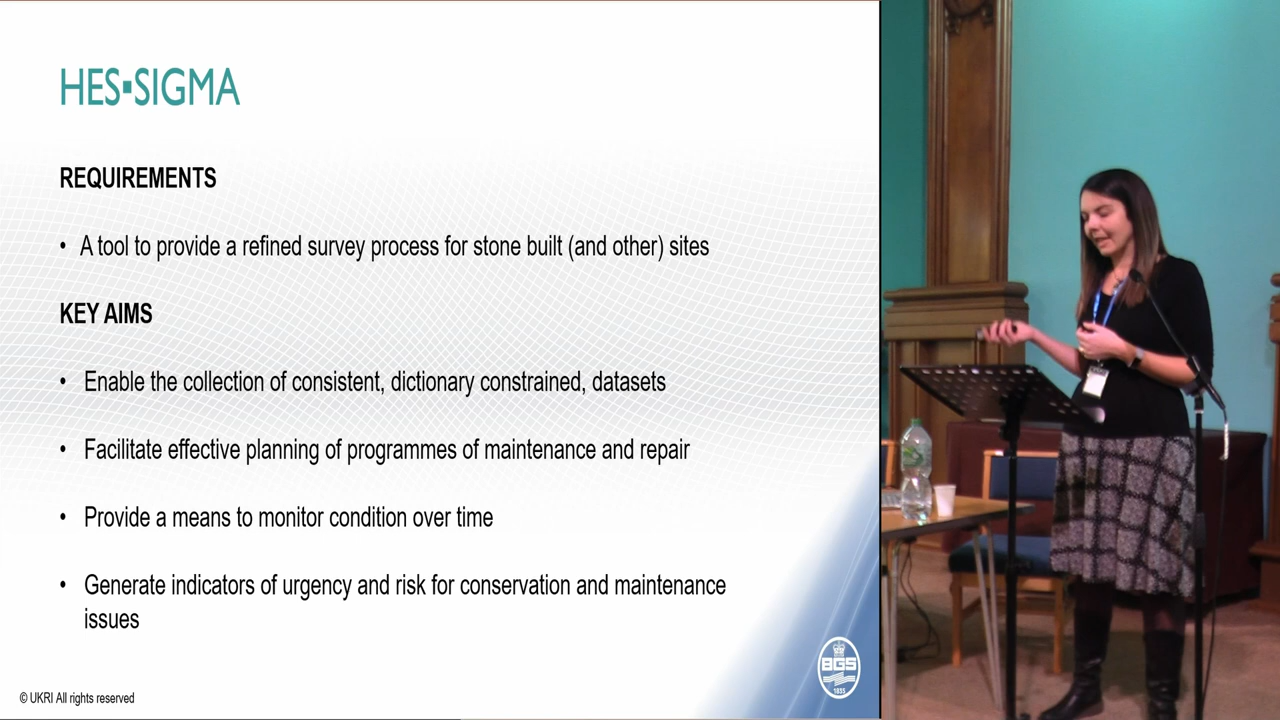 HES▪SIGMA
REQUIREMENTS
• A tool to provide a refined survey process for stone built (and other) sites
KEY AIMS
• Enable the collection of consistent, dictionary constrained, datasets
• Facilitate effective planning of programmes of maintenance and repair
• Provide a means to monitor condition over time
• Generate indicators of urgency and risk for conservation and maintenance
issues
BGS
1835
© UKRI All rights reserved